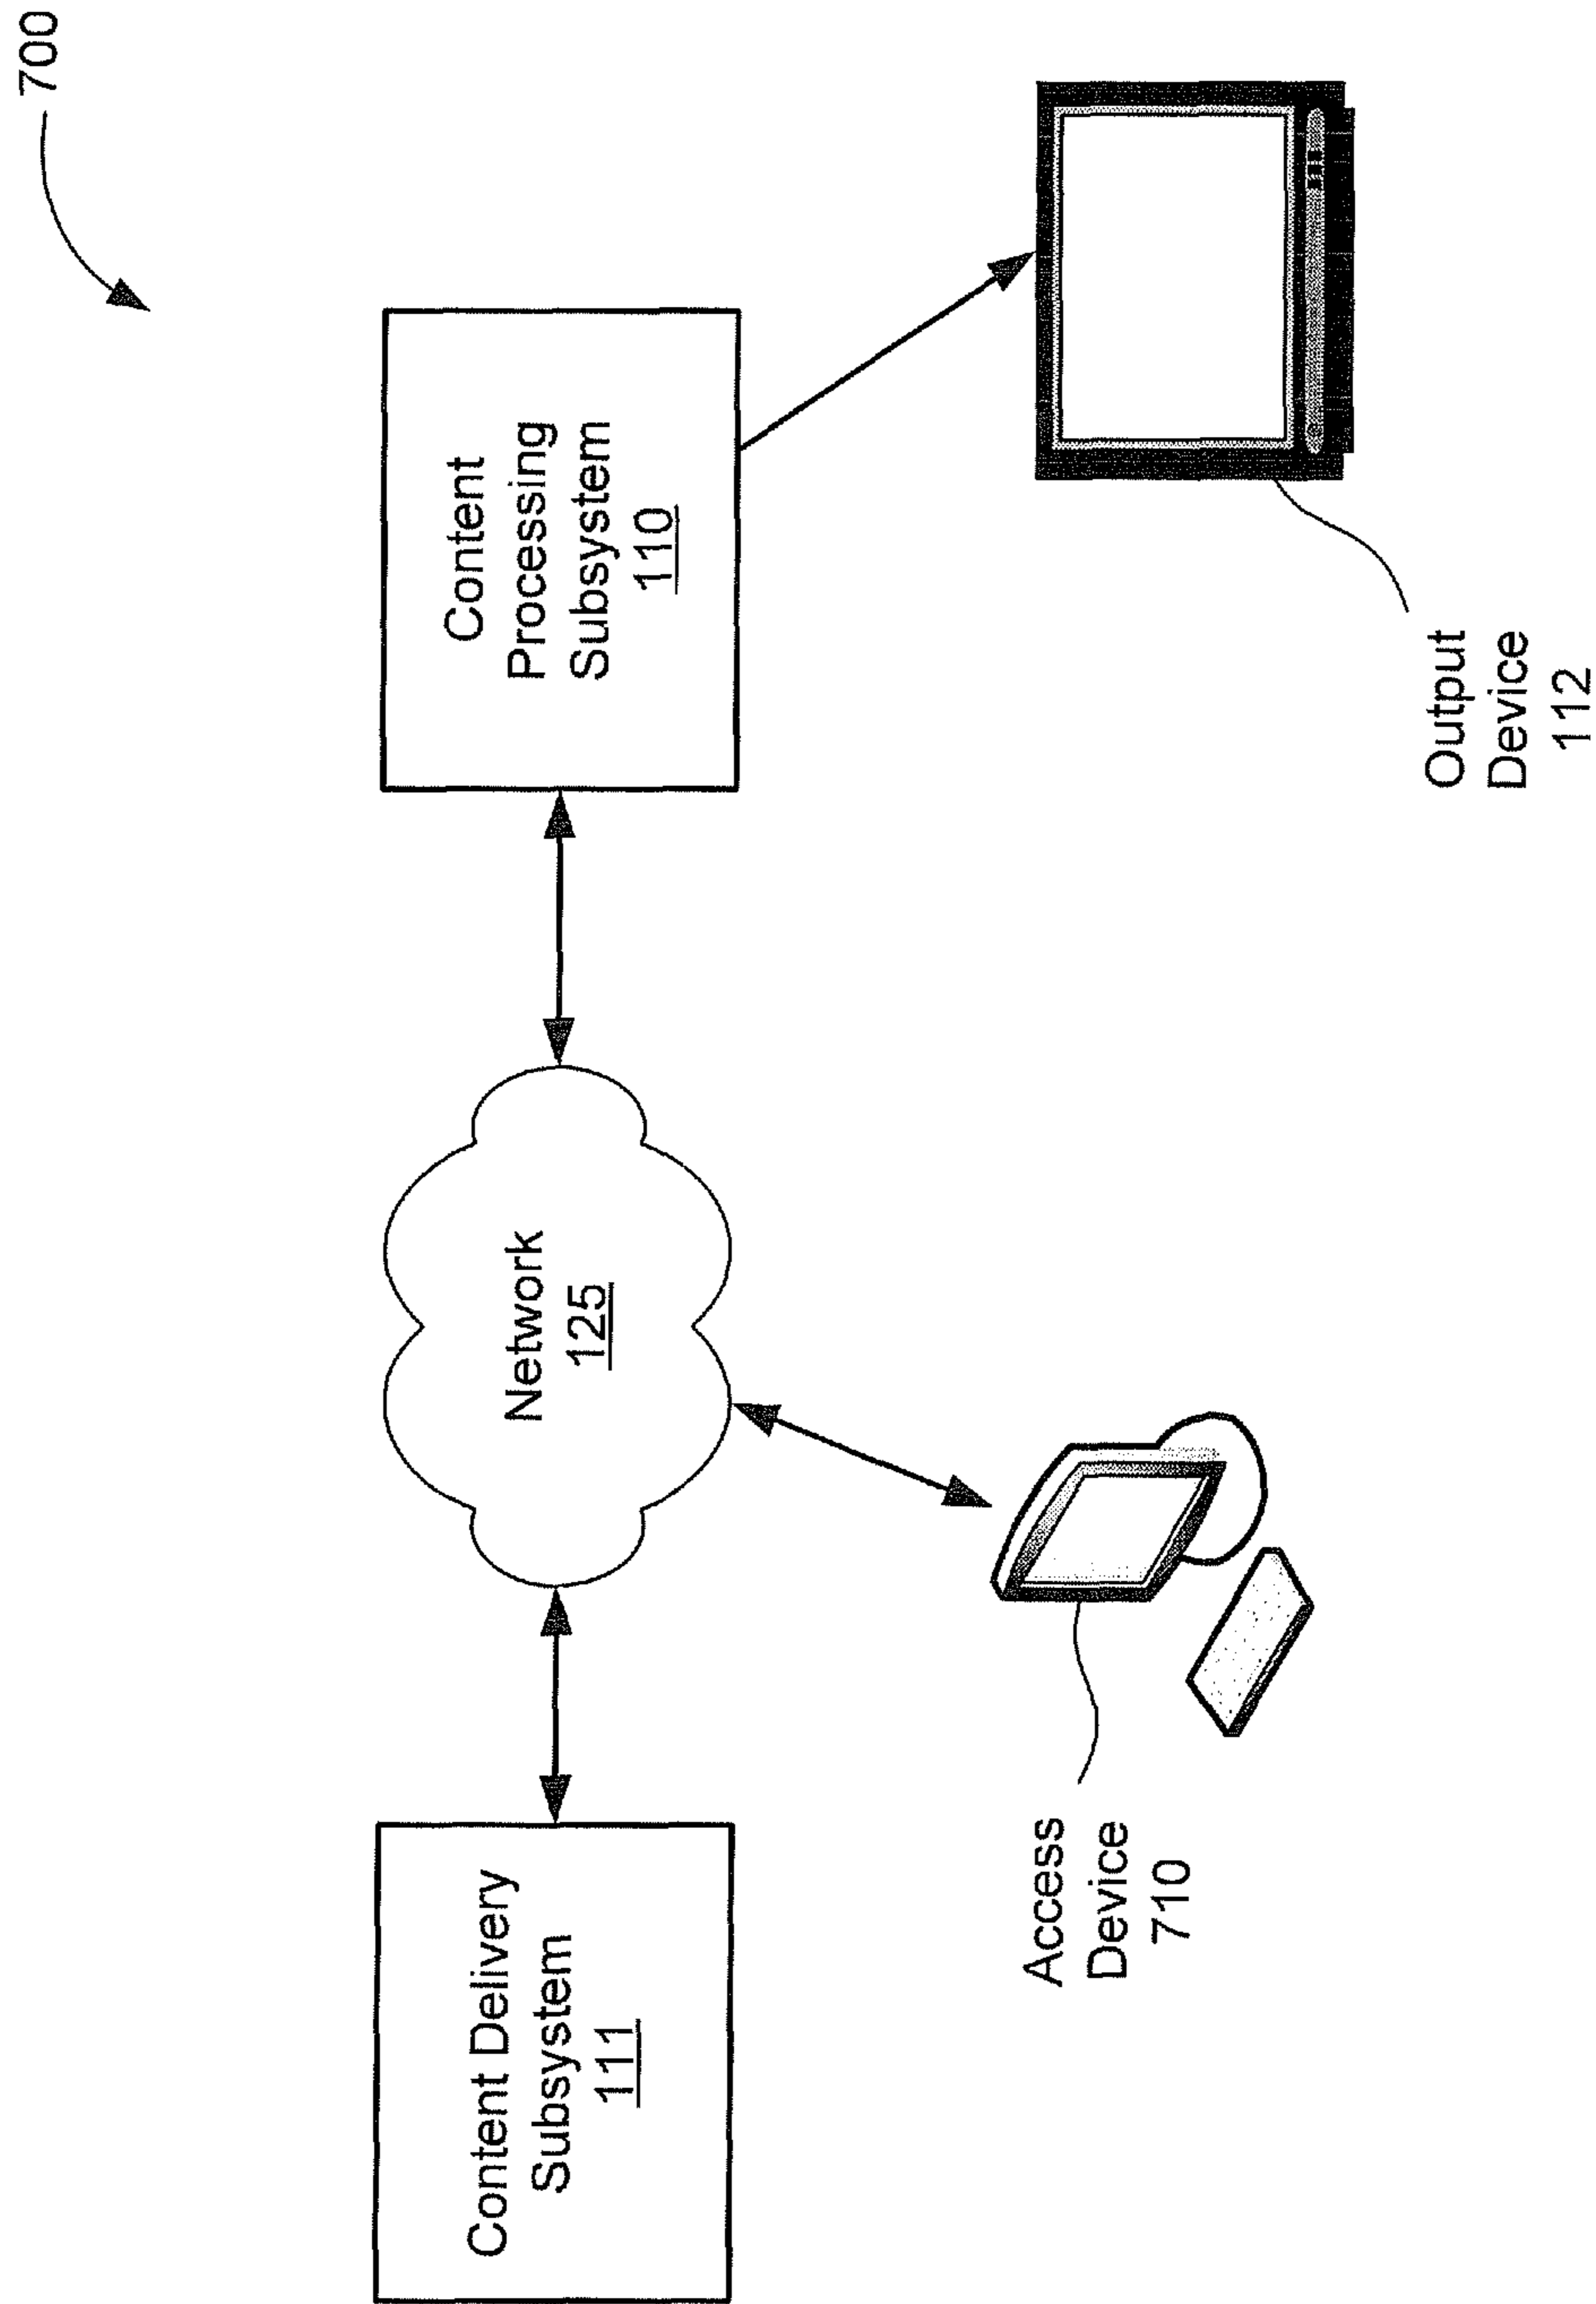 700
Content Delivery
Subsystem
111
Network
125
Content
Processing
Subsystem
110
Access
Device
710
Output
Device
112